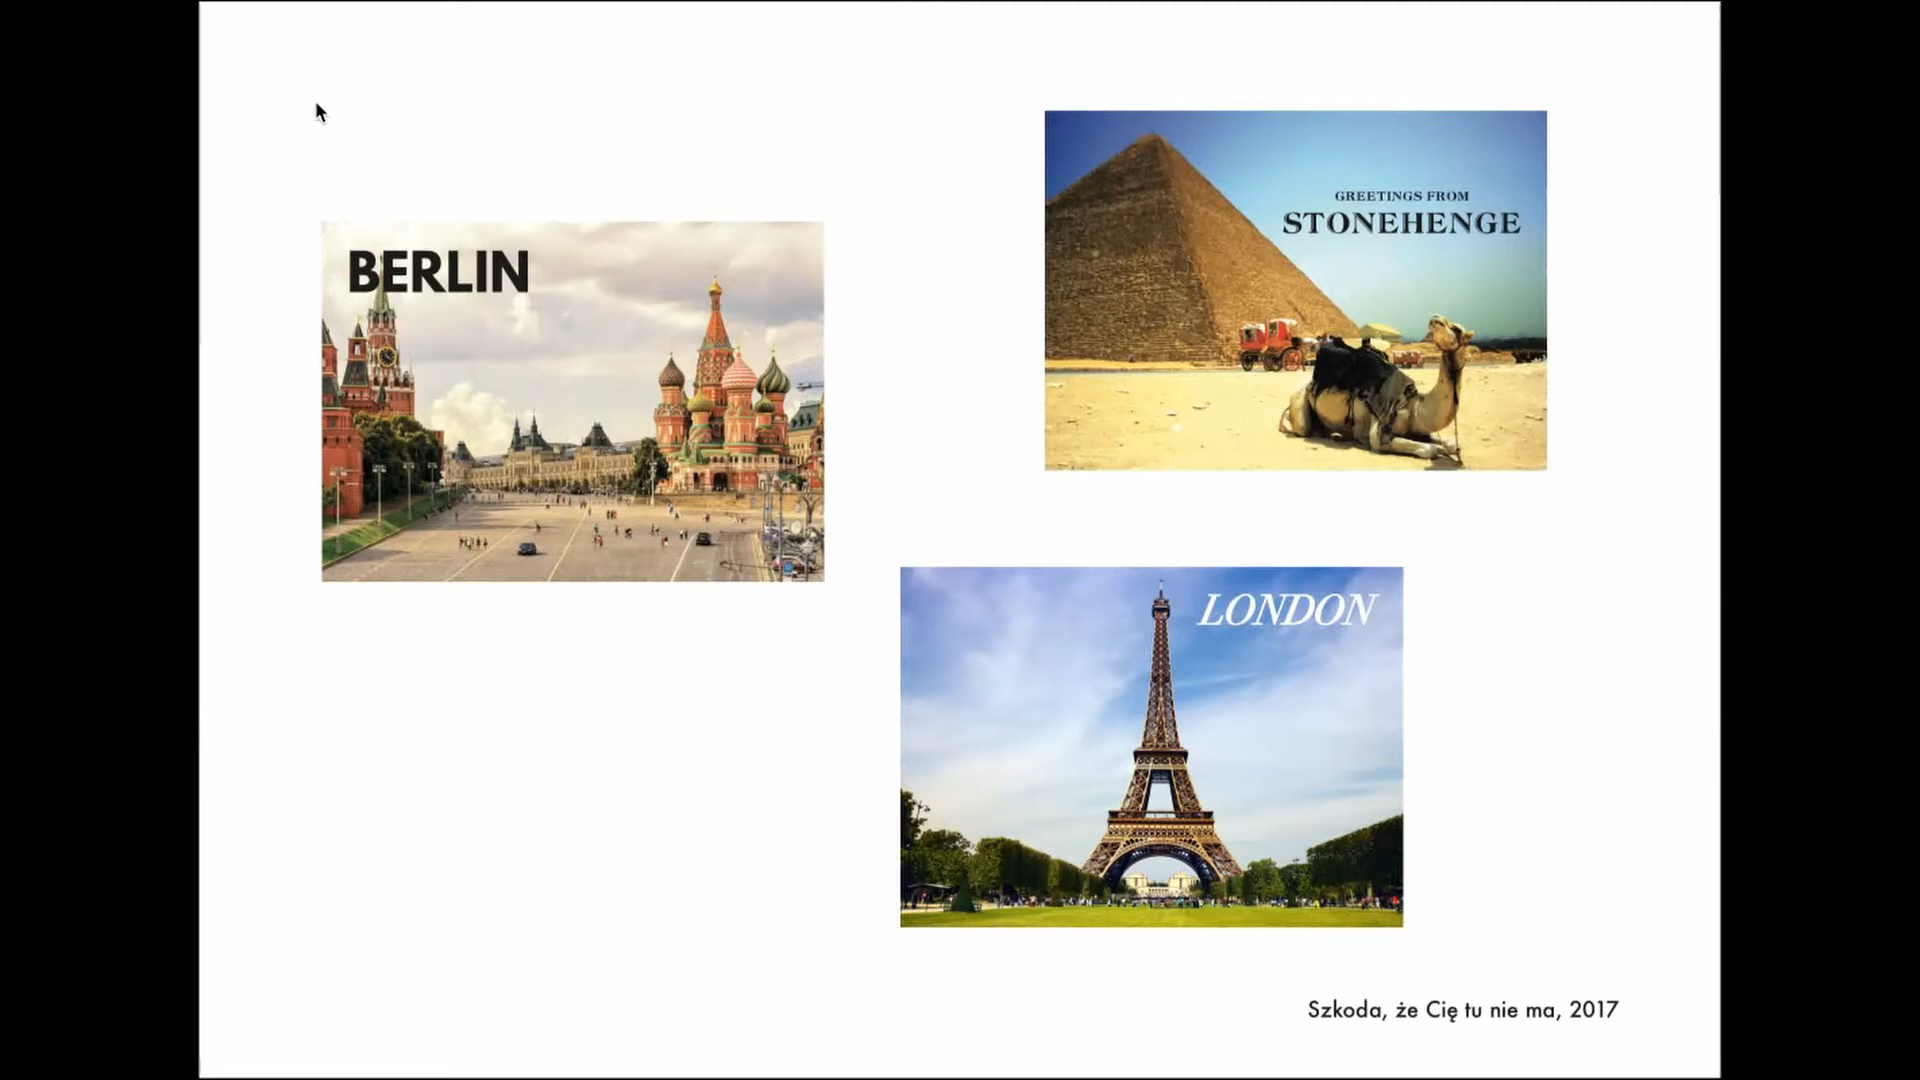 BERLIN
GREETINGS FROM
STONEHENGE
LONDON
Szkoda, że Cię tu nie ma, 2017